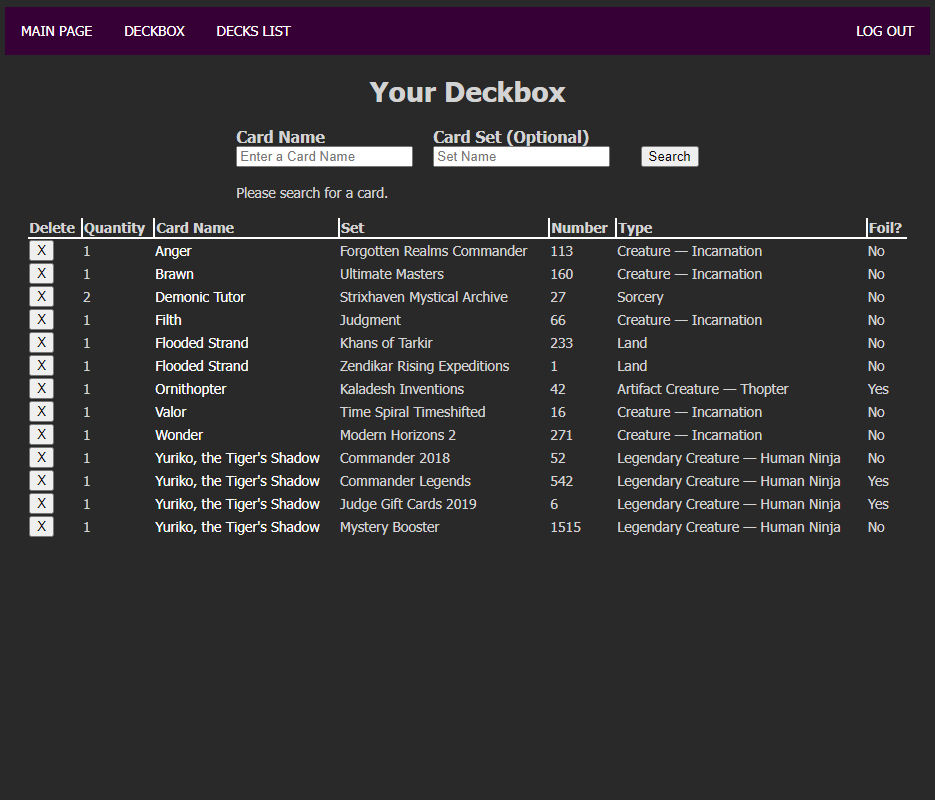 MAIN PAGE DECKBOX DECKS LIST LOG OUT
Your Deckbox
Card Name Card Set (Optional)
Enter a Card Name Set Name Search
Please search for a card.
Delete Quantity Card Name Set Number Type Foil?
X 1 Anger Forgotten Realms Commander 113 Creature — Incarnation No
X 1 Brawn Ultimate Masters 160 Creature — Incarnation No
X 2 Demonic Tutor Strixhaven Mystical Archive 27 Sorcery No
X 1 Filth Judgment 66 Creature — Incarnation No
X 1 Flooded Strand Khans of Tarkir 233 Land No
X 1 Flooded Strand Zendikar Rising Expeditions 1 Land No
X 1 Ornithopter Kaladesh Inventions 42 Artifact Creature — Thopter Yes
X 1 Valor Time Spiral Timeshifted 16 Creature — Incarnation No
X 1 Wonder Modern Horizons 2 271 Creature — Incarnation No
X 1 Yuriko, the Tiger's Shadow Commander 2018 52 Legendary Creature — Human Ninja No
X 1 Yuriko, the Tiger's Shadow Commander Legends 542 Legendary Creature — Human Ninja Yes
X 1 Yuriko, the Tiger's Shadow Judge Gift Cards 2019 6 Legendary Creature — Human Ninja Yes
X 1 Yuriko, the Tiger's Shadow Mystery Booster 1515 Legendary Creature — Human Ninja No